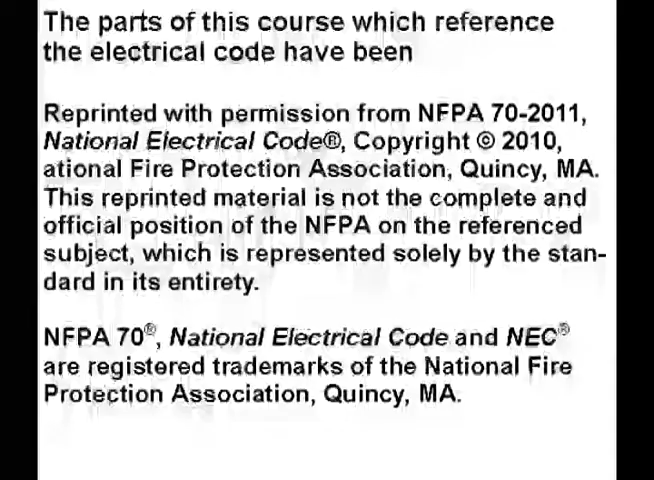 The parts of this course which reference
the electrical code have been
Reprinted with permission from NFPA 70-2011,
National Electrical Code®, Copyright © 2010,
ational Fire Protection Association, Quincy, MA.
This reprinted material is not the complete and
official position of the NFPA on the referenced
subject, which is represented solely by the stan-
dard in its entirety.
NFPA 70®, National Electrical Code and NEC®
are registered trademarks of the National Fire
Protection Association, Quincy, MA.